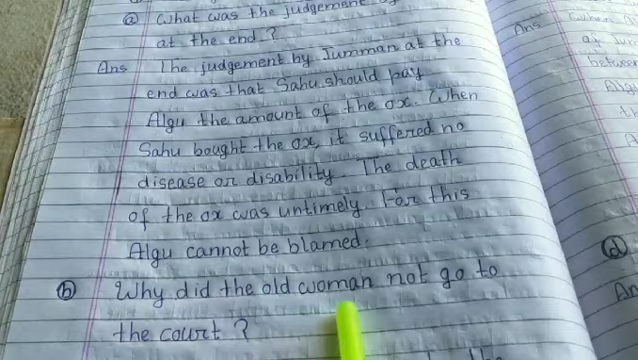 ⓐ What was the judgement
at the end?
Ans The judgement by Jumman at the
end was that Sahu should pay
Algu the amount of the ox. When
Sahu bought the ox, it suffered no
disease or disability. The death
of the ox was untimely. For this
Algu cannot be blamed.
ⓑ Why did the old woman not go to
the court?
Ans
ⓓ
An